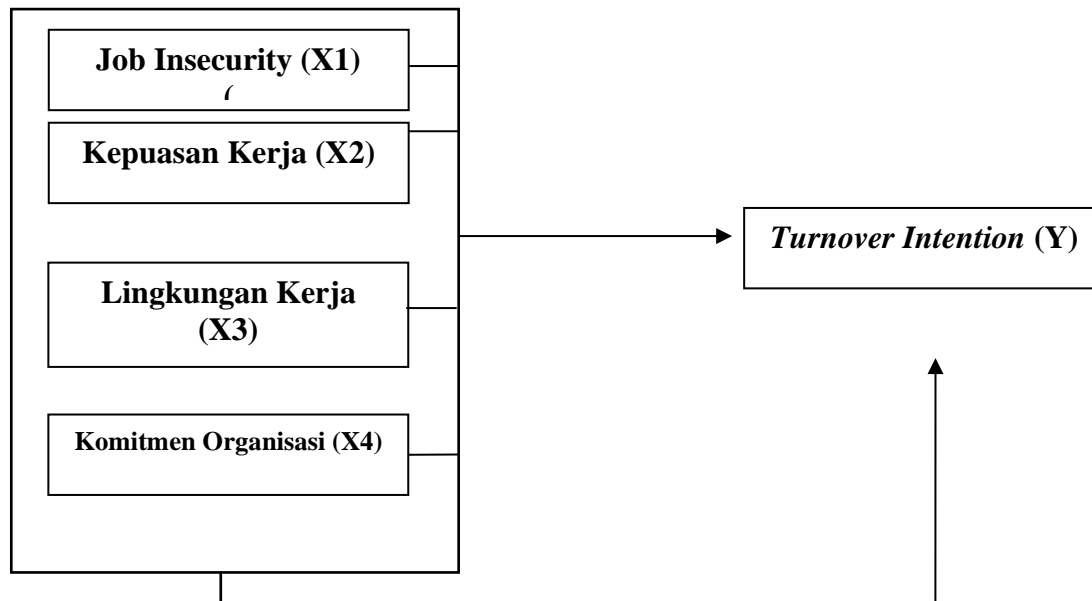 Job Insecurity (X1)
(
Kepuasan Kerja (X2)
Turnover Intention (Y)
Lingkungan Kerja
(X3)
Komitmen Organisasi (X4)